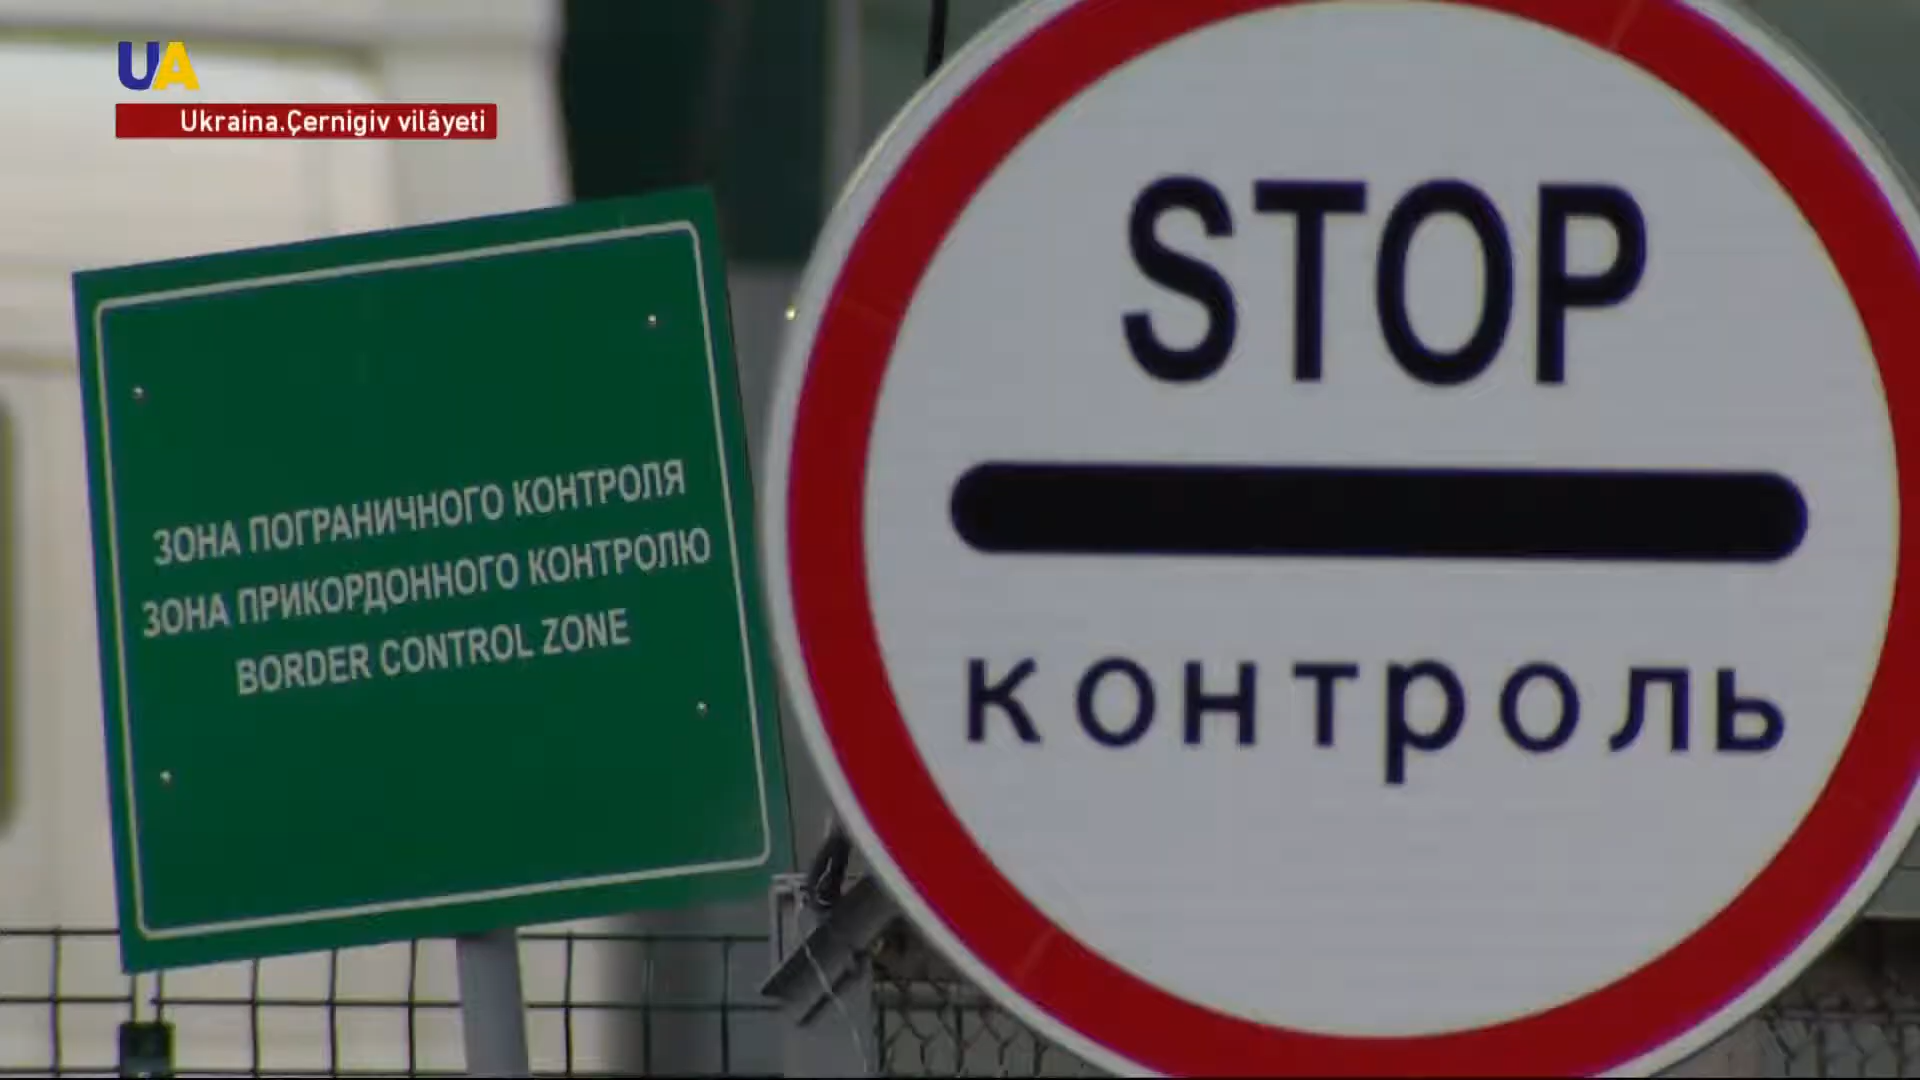 UA
Ukraina.Çernigiv vilâyeti
ЗОНА ПОГРАНИЧНОГО КОНТРОЛЯ
ЗОНА ПРИКОРДОННОГО КОНТРОЛЮ
BORDER CONTROL ZONE
STOP
контроль